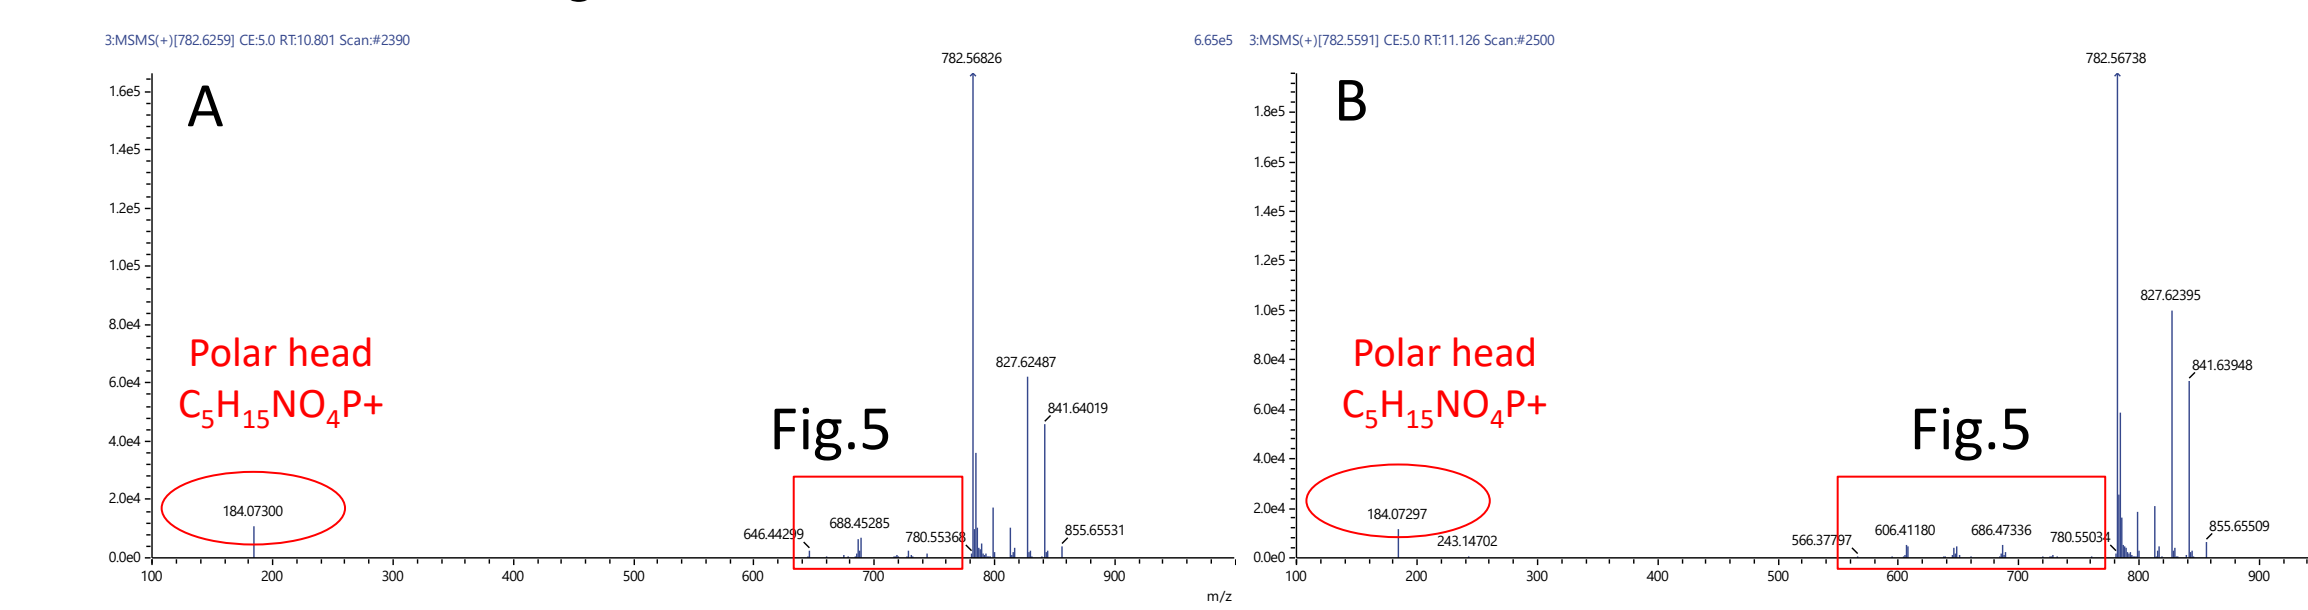 3:MSMS(+)[782.6259] CE:5.0 RT:10.801 Scan:#2390
782.56826
A
1.6e5
1.4e5
1.2e5
1.0e5
8.0e4
6.0e4
4.0e4
2.0e4
0.0e0
827.62487
841.64019
Polar head
C5H15NO4P+
Fig.5
184.07300
646.44299
688.45285
780.55368
855.65531
100
200
300
400
500
600
700
800
900
m/z
6.65e5
3:MSMS(+)[782.5591] CE:5.0 RT:11.126 Scan:#2500
782.56738
B
1.8e5
1.6e5
1.4e5
1.2e5
1.0e5
8.0e4
6.0e4
4.0e4
2.0e4
0.0e0
827.62395
841.63948
Polar head
C5H15NO4P+
Fig.5
184.07297
243.14702
566.37797
606.41180
686.47336
780.55034
855.65509
100
200
300
400
500
600
700
800
900